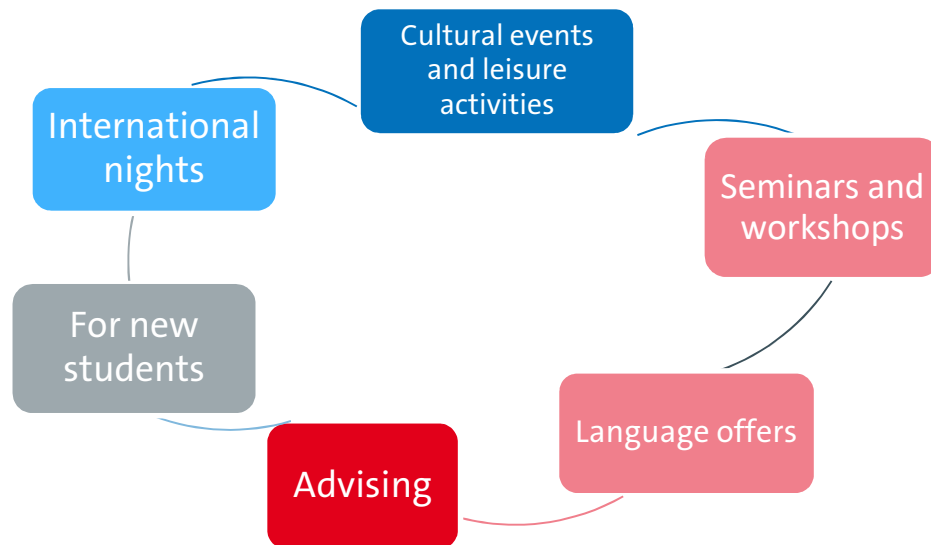 Cultural events
and leisure
activities
International
nights
Seminars and
workshops
For new
students
Language offers
Advising